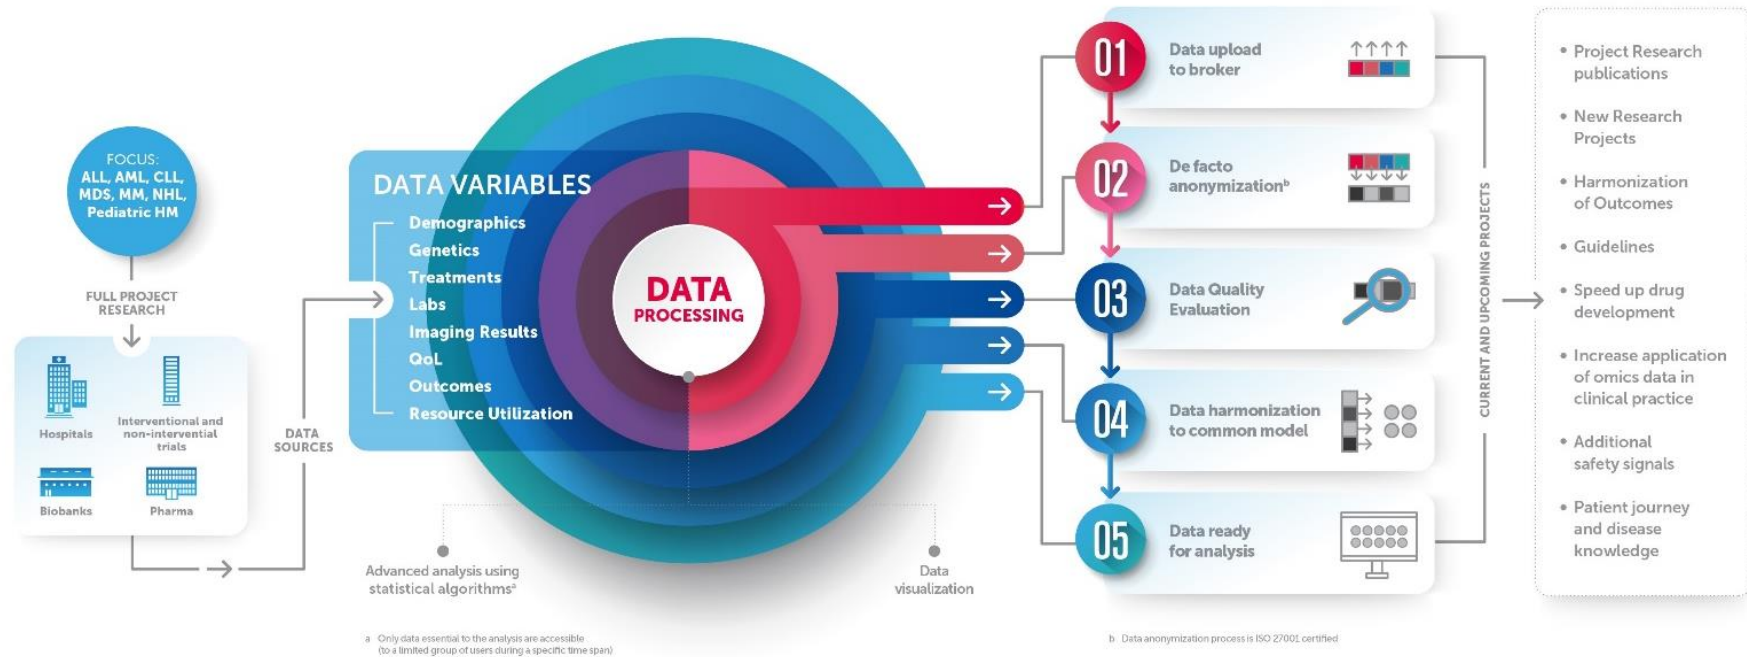 FOCUS:
ALL, AML, CLL,
MDS, MM, NHL,
Pediatric HM
FULL PROJECT
RESEARCH
Hospitals
Interventional and
non-intervential
trials
Biobanks
Pharma
DATA
SOURCES
DATA VARIABLES
Demographics
Genetics
Treatments
Labs
Imaging Results
QoL
Outcomes
Resource Utilization
DATA
PROCESSING
Advanced analysis using
statistical algorithmsᵃ
Data
visualization
a Only data essential to the analysis are accessible
(to a limited group of users during a specific time span)
01
Data upload
to broker
02
De facto
anonymizationᵇ
03
Data Quality
Evaluation
04
Data harmonization
to common model
05
Data ready
for analysis
b Data anonymization process is ISO 27001 certified
CURRENT AND UPCOMING PROJECTS
• Project Research
publications
• New Research
Projects
• Harmonization
of Outcomes
• Guidelines
• Speed up drug
development
• Increase application
of omics data in
clinical practice
• Additional
safety signals
• Patient journey
and disease
knowledge